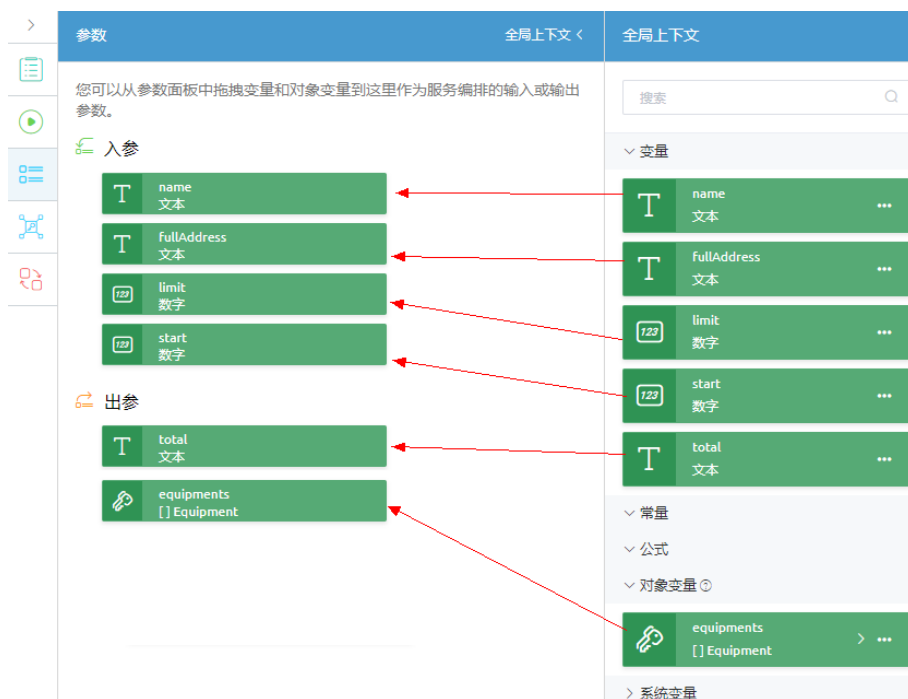 参数
全局上下文
您可以从参数面板中拖拽变量和对象变量到这里作为服务编排的输入或输出
参数。
入参
name
文本
fullAddress
文本
limit
数字
start
数字
出参
total
文本
equipments
[ ] Equipment
全局上下文
搜索
变量
name
文本
fullAddress
文本
limit
数字
start
数字
total
文本
常量
公式
对象变量
equipments
[ ] Equipment
系统变量